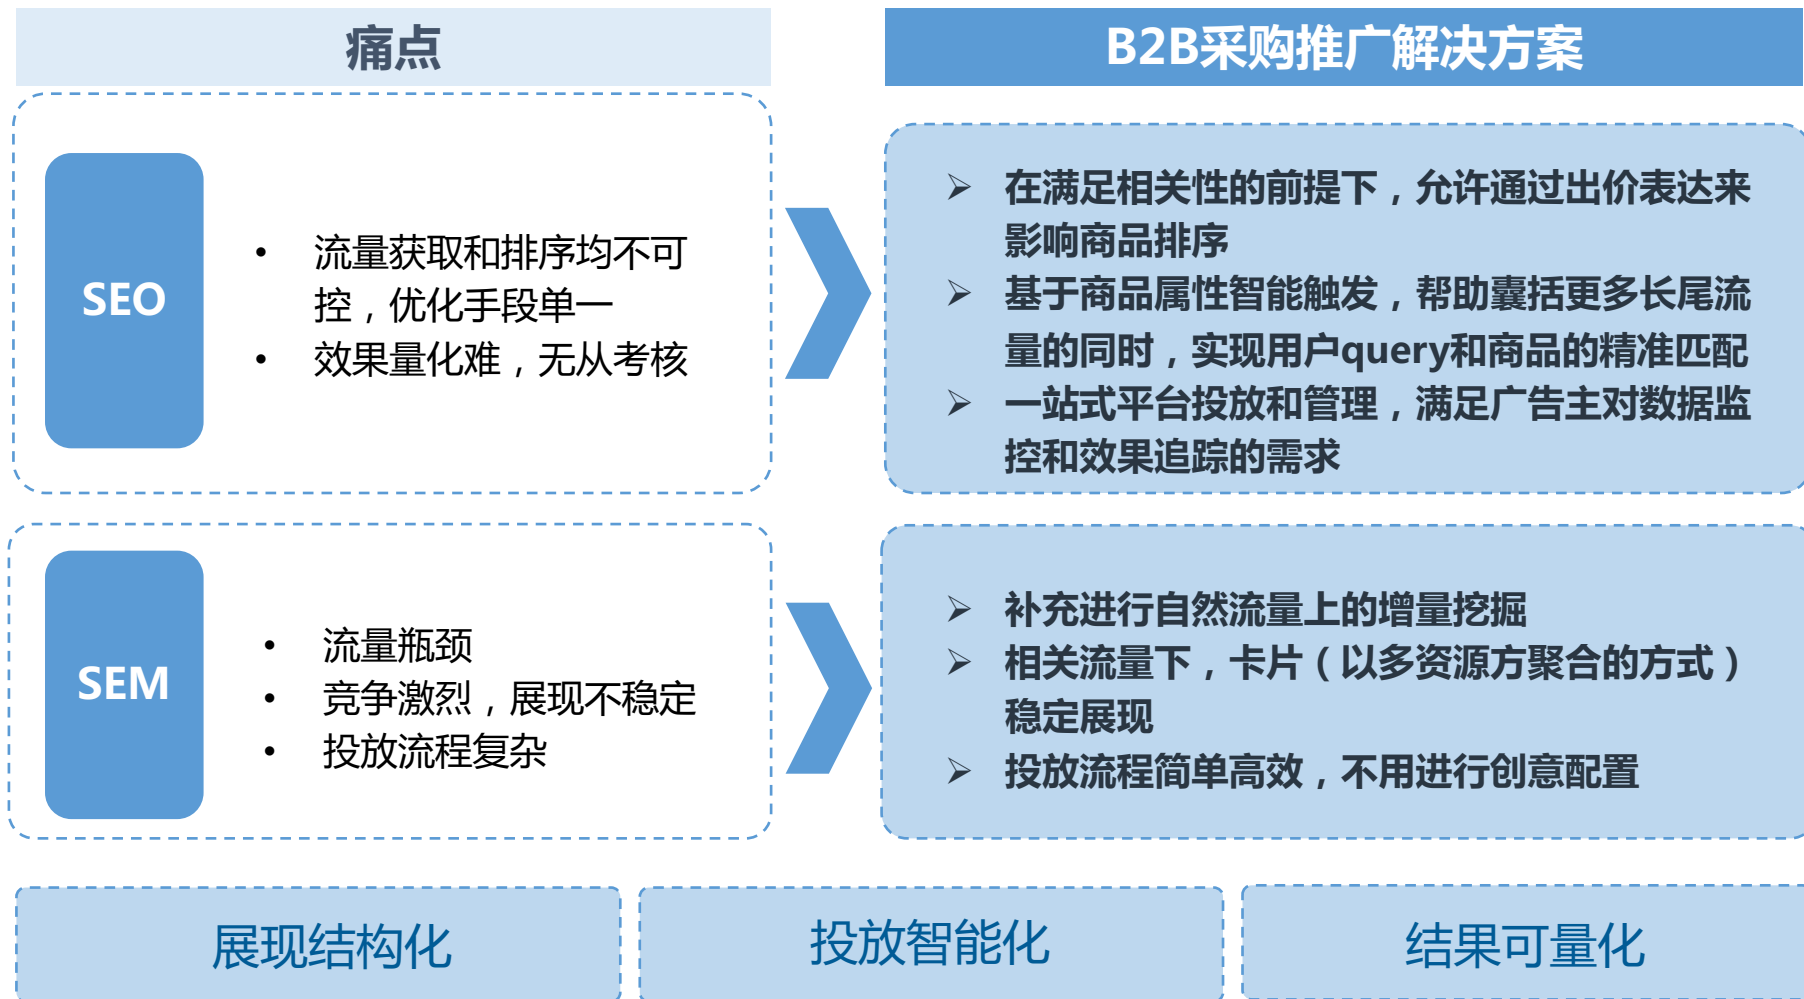 痛点
B2B采购推广解决方案
SEO
• 流量获取和排序均不可
控，优化手段单一
• 效果量化难，无从考核
➢ 在满足相关性的前提下，允许通过出价表达来
影响商品排序
➢ 基于商品属性智能触发，帮助囊括更多长尾流
量的同时，实现用户query和商品的精准匹配
➢ 一站式平台投放和管理，满足广告主对数据监
控和效果追踪的需求
SEM
• 流量瓶颈
• 竞争激烈，展现不稳定
• 投放流程复杂
➢ 补充进行自然流量上的增量挖掘
➢ 相关流量下，卡片（以多资源方聚合的方式）
稳定展现
➢ 投放流程简单高效，不用进行创意配置
展现结构化
投放智能化
结果可量化